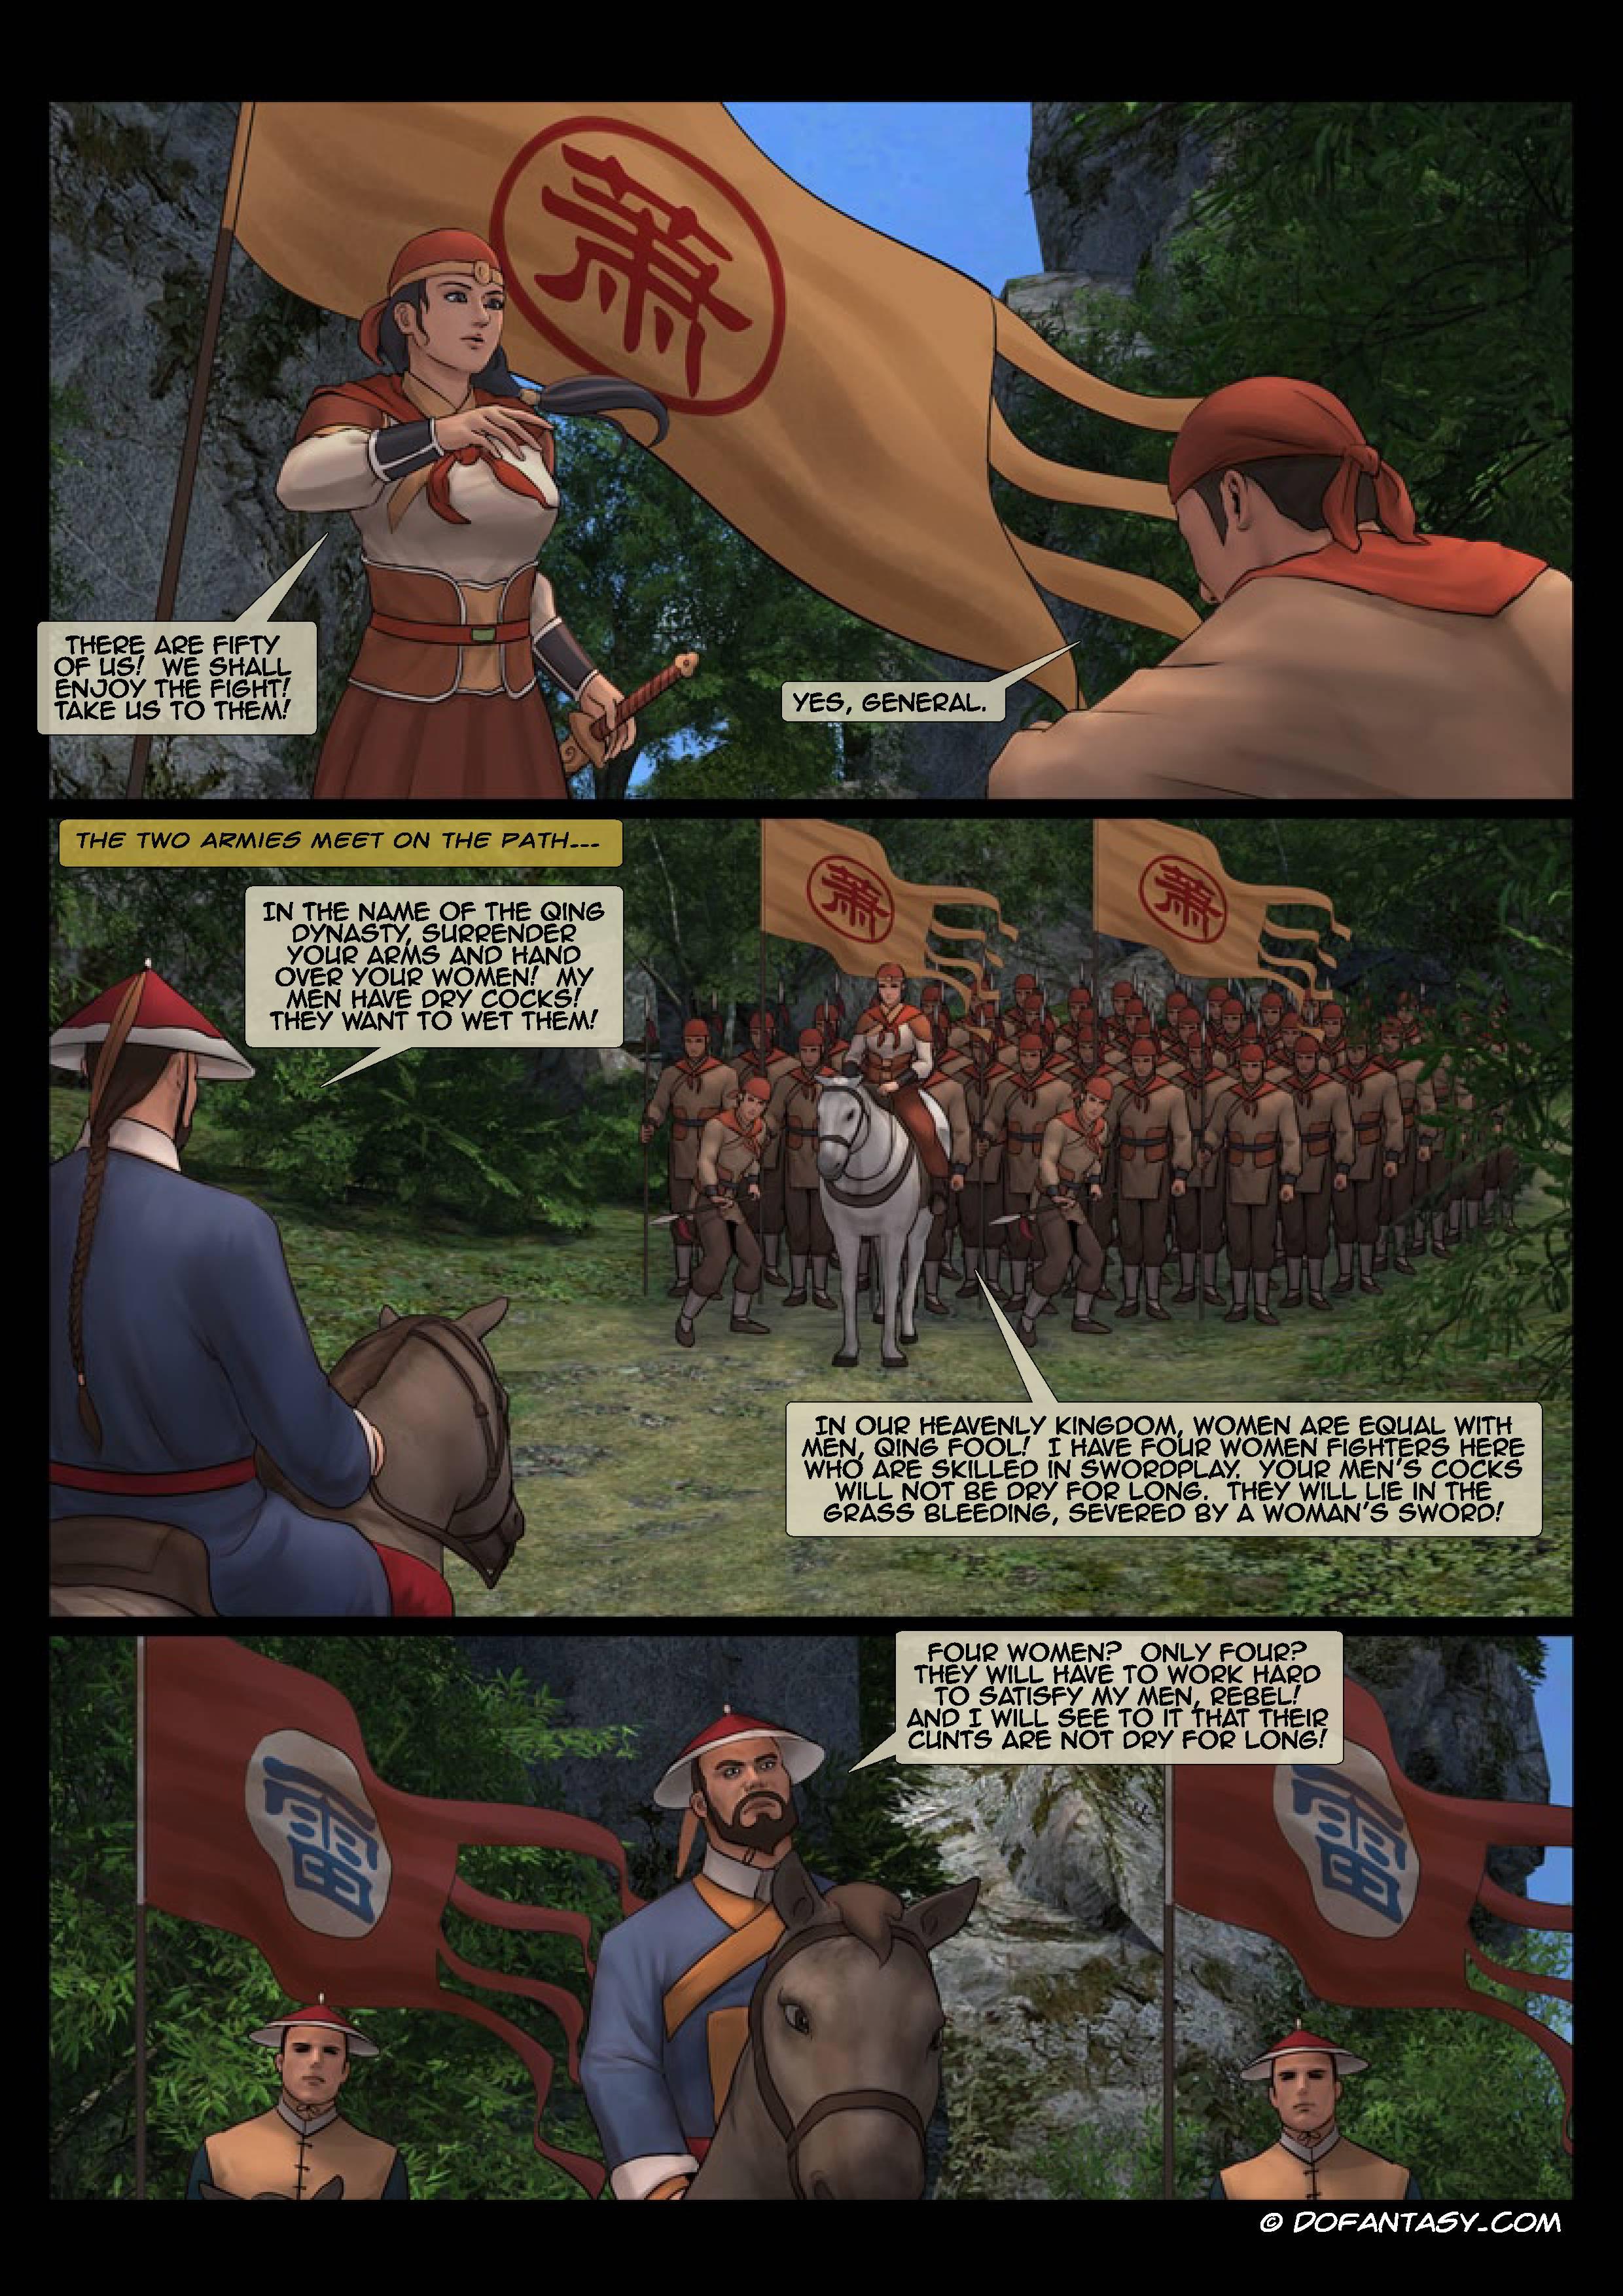 蕭
THERE ARE FIFTY
OF US! WE SHALL
ENJOY THE FIGHT!
TAKE US TO THEM!
YES, GENERAL.
THE TWO ARMIES MEET ON THE PATH...
蕭
蕭
IN THE NAME OF THE QING
DYNASTY, SURRENDER
YOUR ARMS AND HAND
OVER YOUR WOMEN! MY
MEN HAVE DRY COCKS!
THEY WANT TO WET THEM!
IN OUR HEAVENLY KINGDOM, WOMEN ARE EQUAL WITH
MEN, QING FOOL! I HAVE FOUR WOMEN FIGHTERS HERE
WHO ARE SKILLED IN SWORDPLAY. YOUR MEN'S COCKS
WILL NOT BE DRY FOR LONG. THEY WILL LIE IN THE
GRASS BLEEDING, SEVERED BY A WOMAN'S SWORD!
FOUR WOMEN? ONLY FOUR?
THEY WILL HAVE TO WORK HARD
TO SATISFY MY MEN, REBEL!
AND I WILL SEE TO IT THAT THEIR
CUNTS ARE NOT DRY FOR LONG!
雷
雷
© DOFANTASY.COM